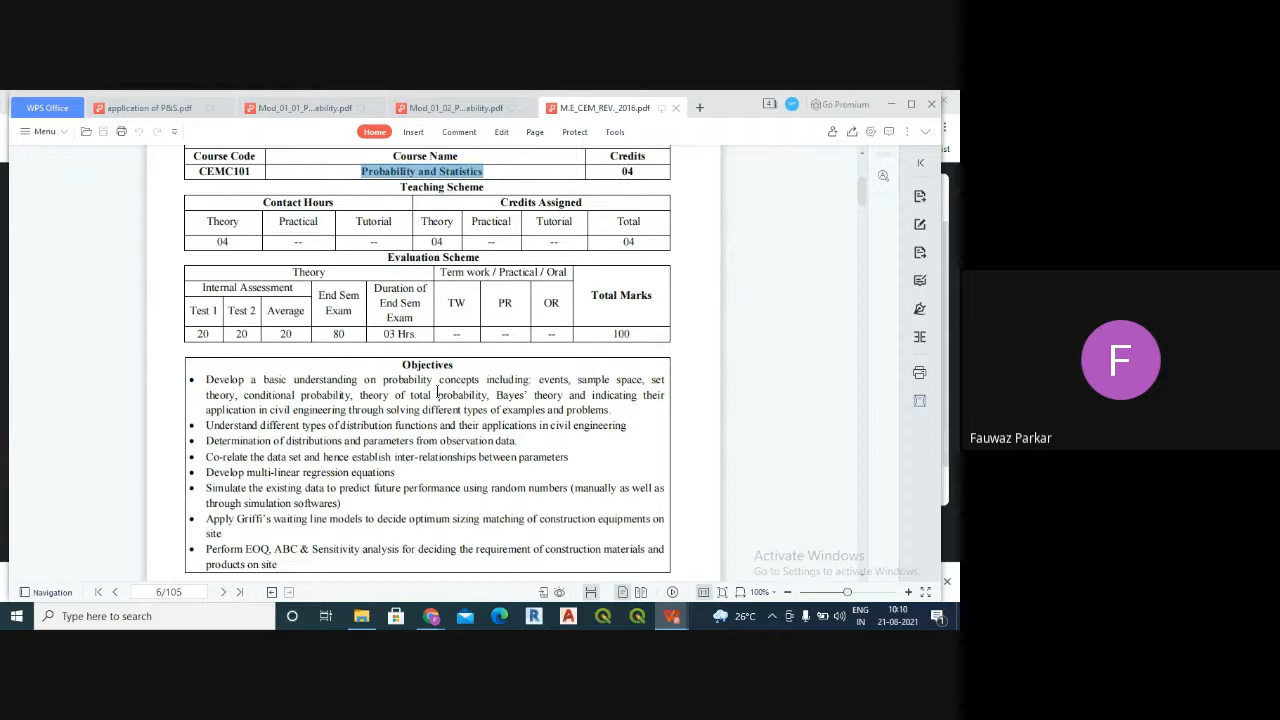 WPS Office
application of P&S.pdf
Mod_01_01_P...ability.pdf
Mod_01_02_P...ability.pdf
M.E_CEM_REV._2016.pdf
4
Go Premium
Menu
Home
Insert
Comment
Edit
Page
Protect
Tools
Course Code Course Name Credits
CEMC101 Probability and Statistics 04
Teaching Scheme
Contact Hours Credits Assigned
Theory Practical Tutorial Theory Practical Tutorial Total
04 -- -- 04 -- -- 04
Evaluation Scheme
Theory Term work / Practical / Oral Total Marks
Internal Assessment End Sem Exam Duration of End Sem Exam TW PR OR
Test 1 Test 2 Average
20 20 20 80 03 Hrs. -- -- -- 100
Objectives
• Develop a basic understanding on probability concepts including: events, sample space, set
theory, conditional probability, theory of total probability, Bayes' theory and indicating their
application in civil engineering through solving different types of examples and problems.
• Understand different types of distribution functions and their applications in civil engineering
• Determination of distributions and parameters from observation data.
• Co-relate the data set and hence establish inter-relationships between parameters
• Develop multi-linear regression equations
• Simulate the existing data to predict future performance using random numbers (manually as well as
through simulation softwares)
• Apply Griffi's waiting line models to decide optimum sizing matching of construction equipments on
site
• Perform EOQ, ABC & Sensitivity analysis for deciding the requirement of construction materials and
products on site
Activate Windows
Go to Settings to activate Windows.
Navigation
6/105
100%
Type here to search
26°C
ENG
IN
10:10
21-08-2021
F
Fauwaz Parkar